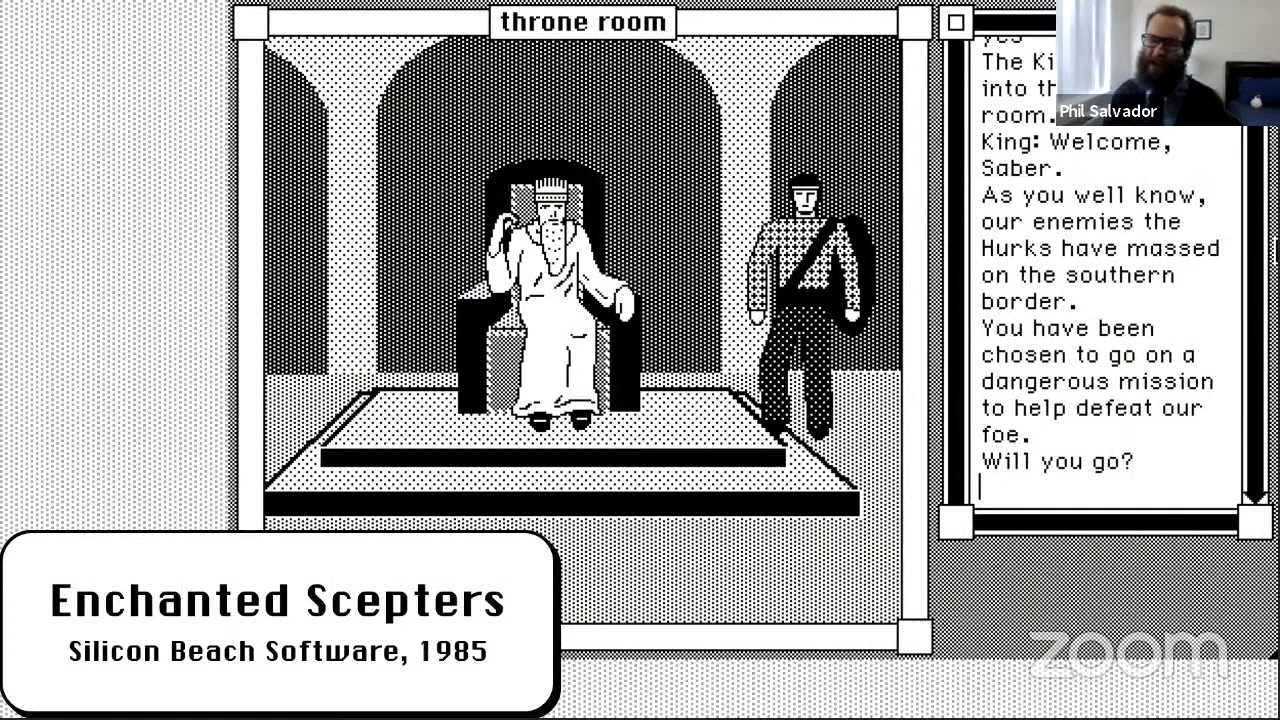 throne room
yes
The Ki
into th
room.
Phil Salvador
King: Welcome,
Saber.
As you well know,
our enemies the
Hurks have massed
on the southern
border.
You have been
chosen to go on a
dangerous mission
to help defeat our
foe.
Will you go?
Enchanted Scepters
Silicon Beach Software, 1985
zoom